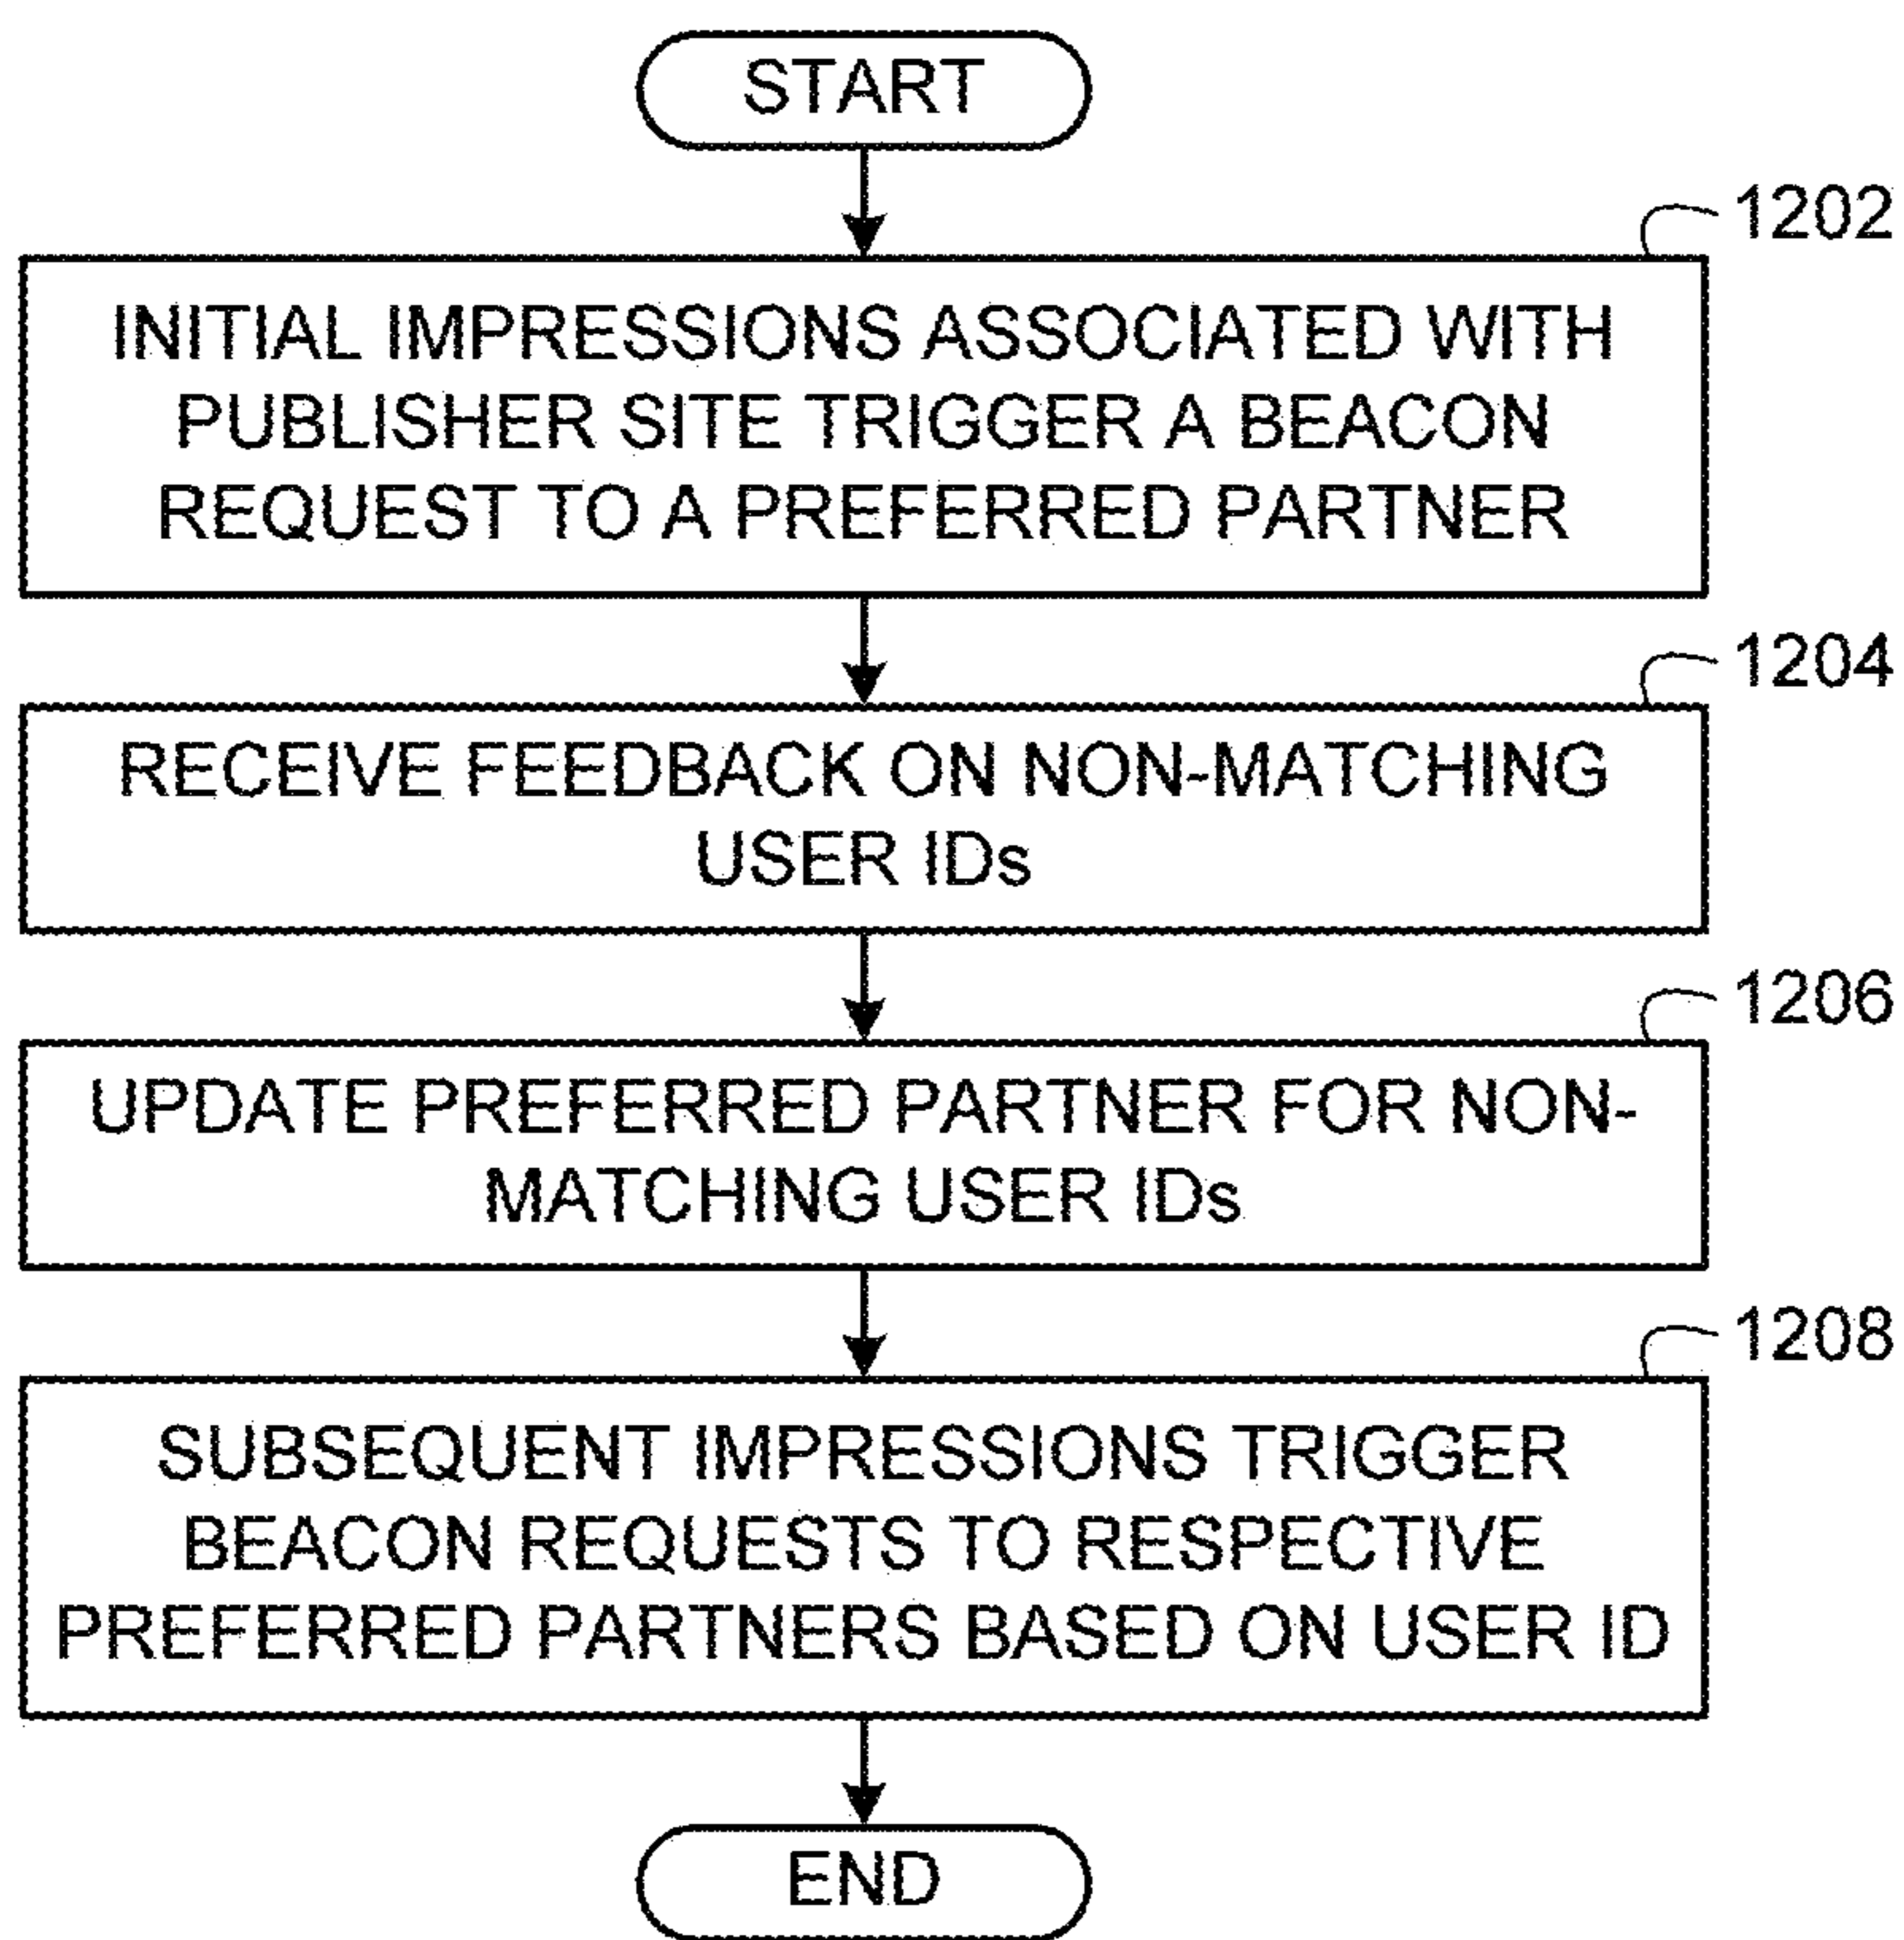 START
1202
INITIAL IMPRESSIONS ASSOCIATED WITH
PUBLISHER SITE TRIGGER A BEACON
REQUEST TO A PREFERRED PARTNER
1204
RECEIVE FEEDBACK ON NON-MATCHING
USER IDs
1206
UPDATE PREFERRED PARTNER FOR NON-
MATCHING USER IDs
1208
SUBSEQUENT IMPRESSIONS TRIGGER
BEACON REQUESTS TO RESPECTIVE
PREFERRED PARTNERS BASED ON USER ID
END